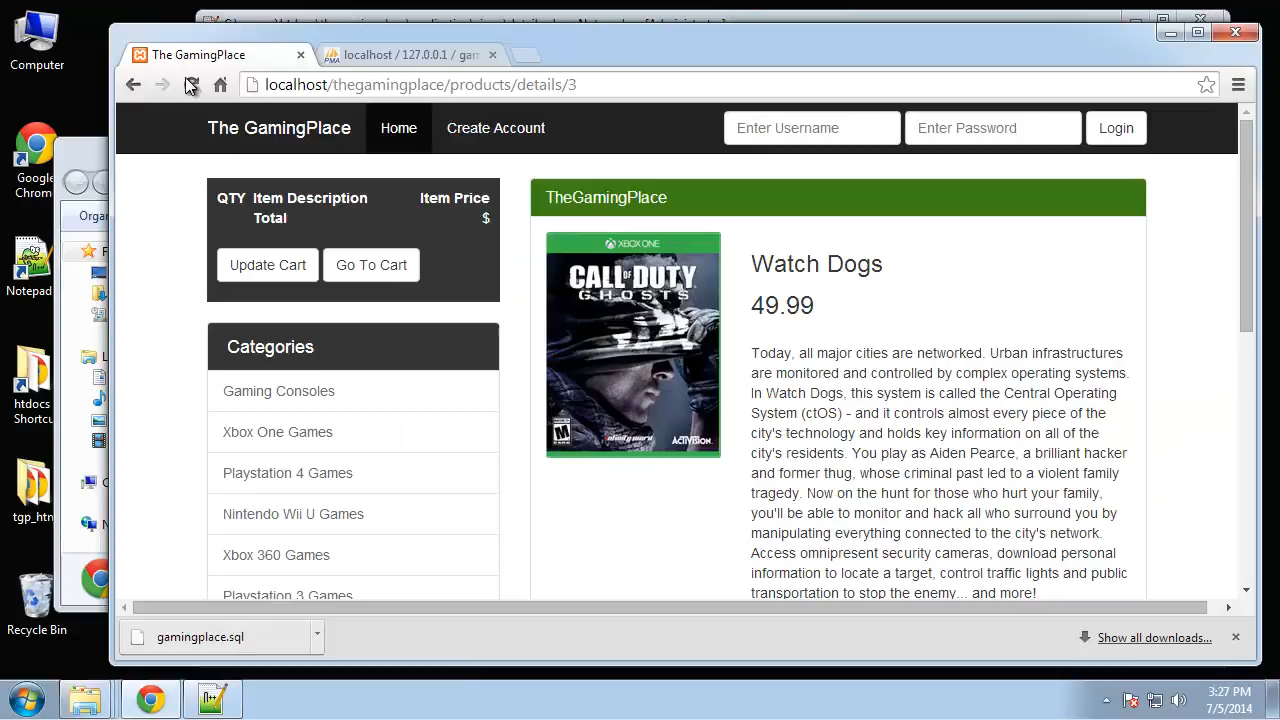 Computer
Google
Chrom
Notepad
htdocs
Shortcu
tgp_htn
Recycle Bin
Organ
The GamingPlace
localhost / 127.0.0.1 / gam
localhost/thegamingplace/products/details/3
The GamingPlace Home Create Account Enter Username Enter Password Login
QTY Item Description Item Price
Total $
Update Cart Go To Cart
Categories
Gaming Consoles
Xbox One Games
Playstation 4 Games
Nintendo Wii U Games
Xbox 360 Games
Playstation 3 Games
TheGamingPlace
XBOX ONE
CALL OF DUTY
GHOSTS
M
Infinity Ward
ACTIVISION
Watch Dogs
49.99
Today, all major cities are networked. Urban infrastructures
are monitored and controlled by complex operating systems.
In Watch Dogs, this system is called the Central Operating
System (ctOS) - and it controls almost every piece of the
city's technology and holds key information on all of the
city's residents. You play as Aiden Pearce, a brilliant hacker
and former thug, whose criminal past led to a violent family
tragedy. Now on the hunt for those who hurt your family,
you'll be able to monitor and hack all who surround you by
manipulating everything connected to the city's network.
Access omnipresent security cameras, download personal
information to locate a target, control traffic lights and public
transportation to stop the enemy... and more!
gamingplace.sql
Show all downloads...
3:27 PM
7/5/2014